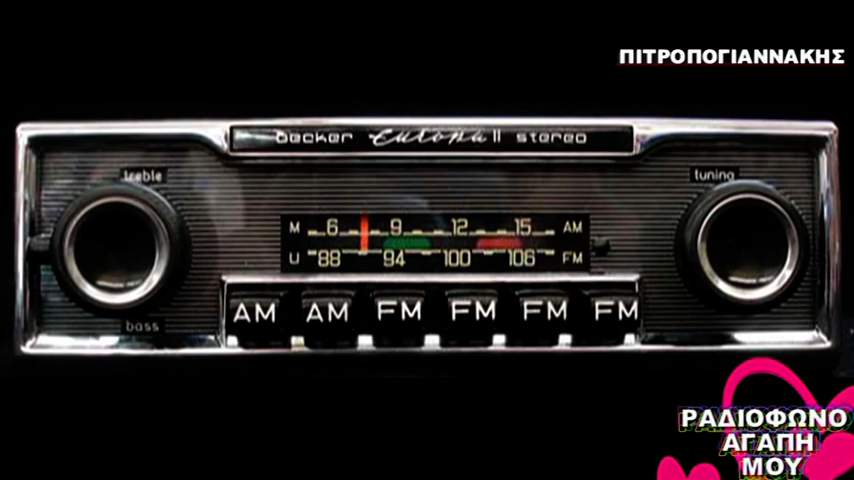 ΠΙΤΡΟΠΟΓΙΑΝΝΑΚΗΣ
becker europa II stereo
treble
tuning
M 6 9 12 15 AM
U 88 94 100 106 FM
bass
AM AM FM FM FM FM
ΡΑΔΙΟΦΩΝΟ
ΑΓΑΠΗ
ΜΟΥ